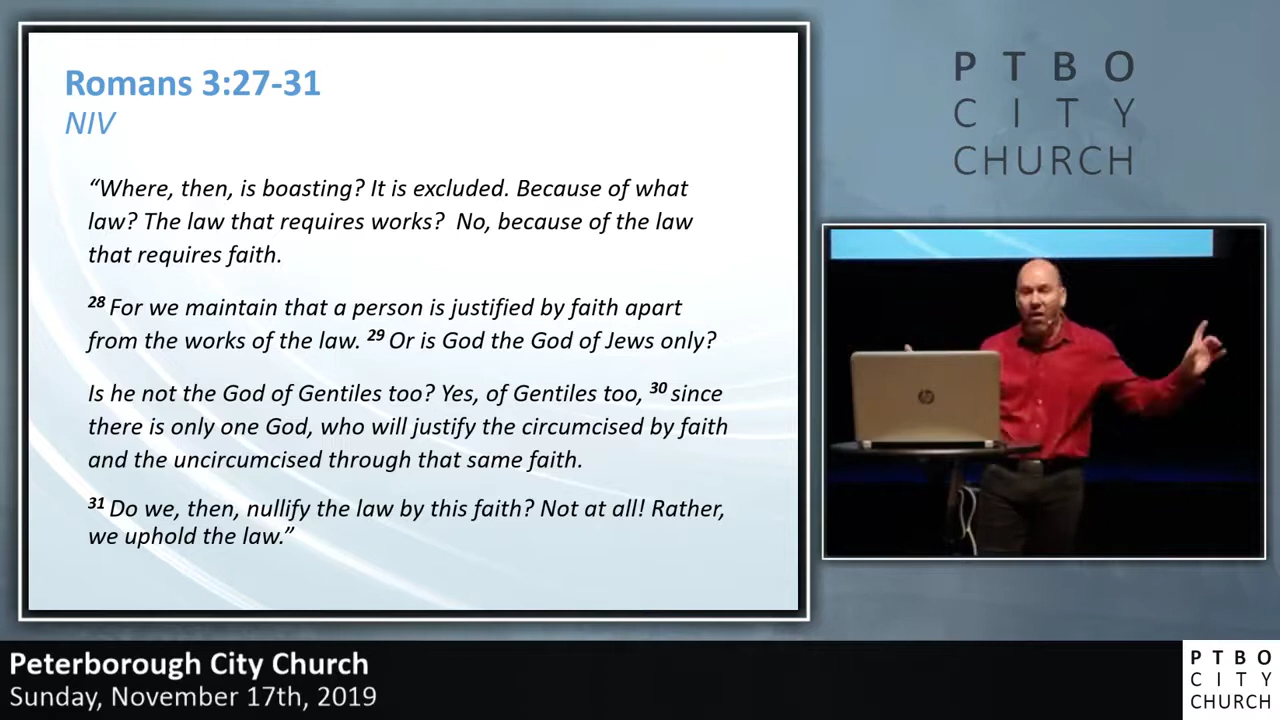 Romans 3:27-31
NIV
“Where, then, is boasting? It is excluded. Because of what
law? The law that requires works?  No, because of the law
that requires faith.
28 For we maintain that a person is justified by faith apart
from the works of the law. 29 Or is God the God of Jews only?
Is he not the God of Gentiles too? Yes, of Gentiles too, 30 since
there is only one God, who will justify the circumcised by faith
and the uncircumcised through that same faith.
31 Do we, then, nullify the law by this faith? Not at all! Rather,
we uphold the law.”
PTBO
CITY
CHURCH
hp
Peterborough City Church
Sunday, November 17th, 2019
PTBO
CITY
CHURCH